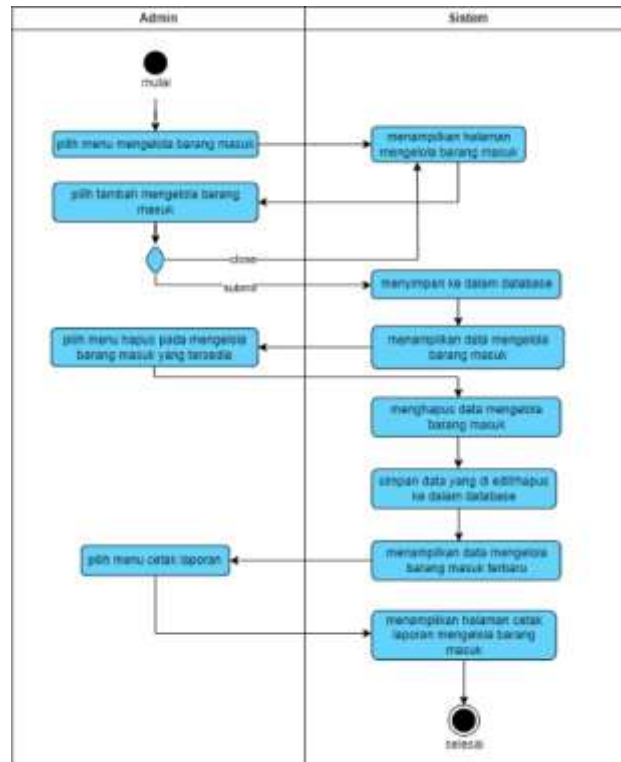 Admin
Sistem
mulai
pilih menu mengelola barang masuk
menampilkan halaman
mengelola barang masuk
pilih tambah mengelola barang
masuk
close
submit
menyimpan ke dalam database
pilih menu hapus pada mengelola
barang masuk yang tersedia
menampilkan data mengelola
barang masuk
menghapus data mengelola
barang masuk
simpan data yang di edit/hapus
ke dalam database
pilih menu cetak laporan
menampilkan data mengelola
barang masuk terbaru
menampilkan halaman cetak
laporan mengelola barang
masuk
selesai